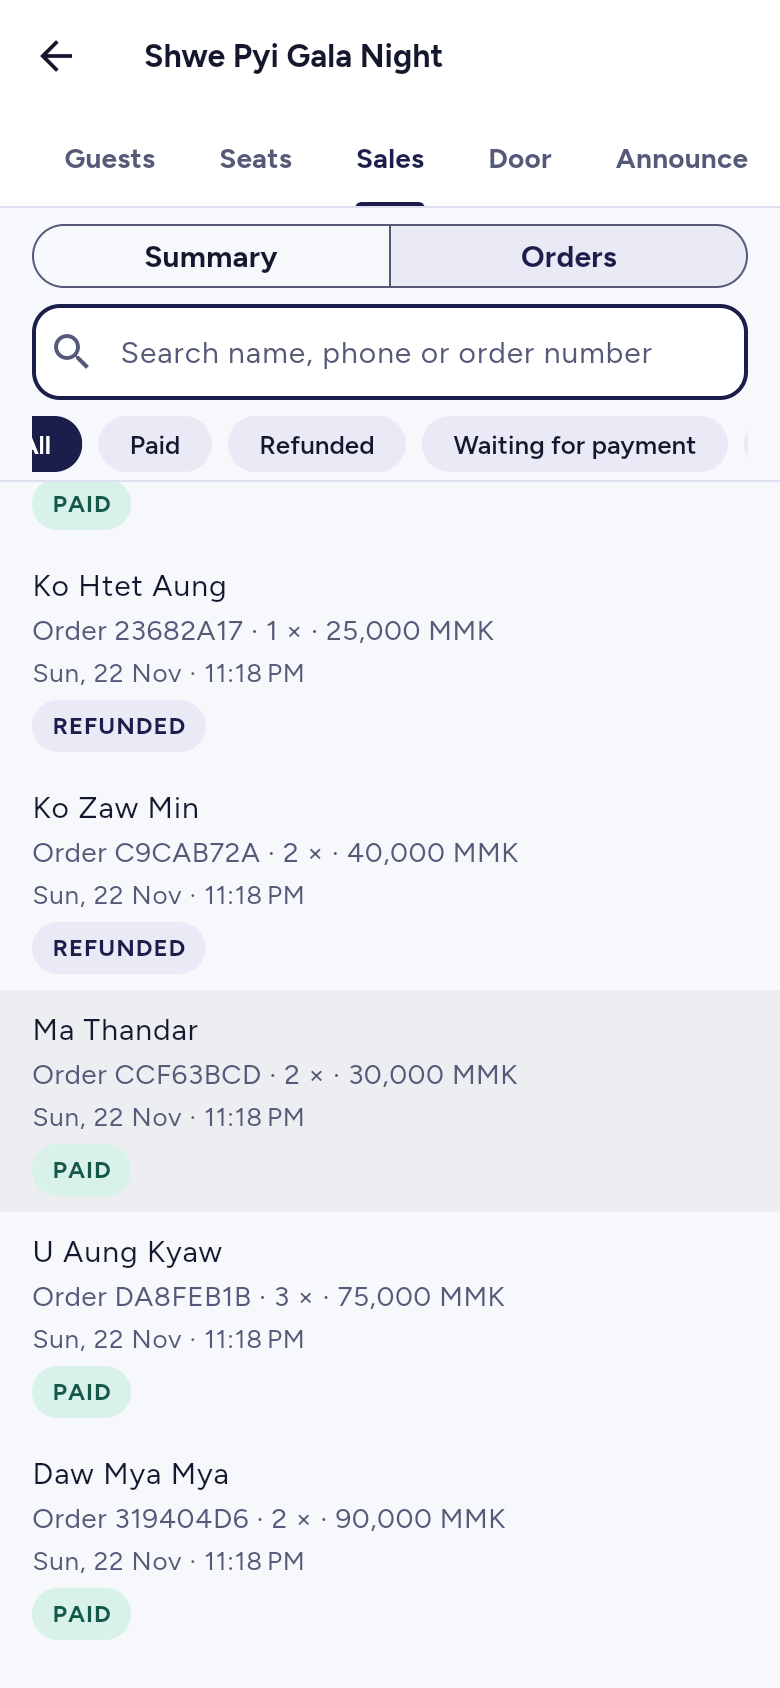 Shwe Pyi Gala Night
Guests Seats Sales Door Announce
Summary Orders
Search name, phone or order number
All Paid Refunded Waiting for payment
PAID
Ko Htet Aung
Order 23682A17 · 1 × · 25,000 MMK
Sun, 22 Nov · 11:18 PM
REFUNDED
Ko Zaw Min
Order C9CAB72A · 2 × · 40,000 MMK
Sun, 22 Nov · 11:18 PM
REFUNDED
Ma Thandar
Order CCF63BCD · 2 × · 30,000 MMK
Sun, 22 Nov · 11:18 PM
PAID
U Aung Kyaw
Order DA8FEB1B · 3 × · 75,000 MMK
Sun, 22 Nov · 11:18 PM
PAID
Daw Mya Mya
Order 319404D6 · 2 × · 90,000 MMK
Sun, 22 Nov · 11:18 PM
PAID